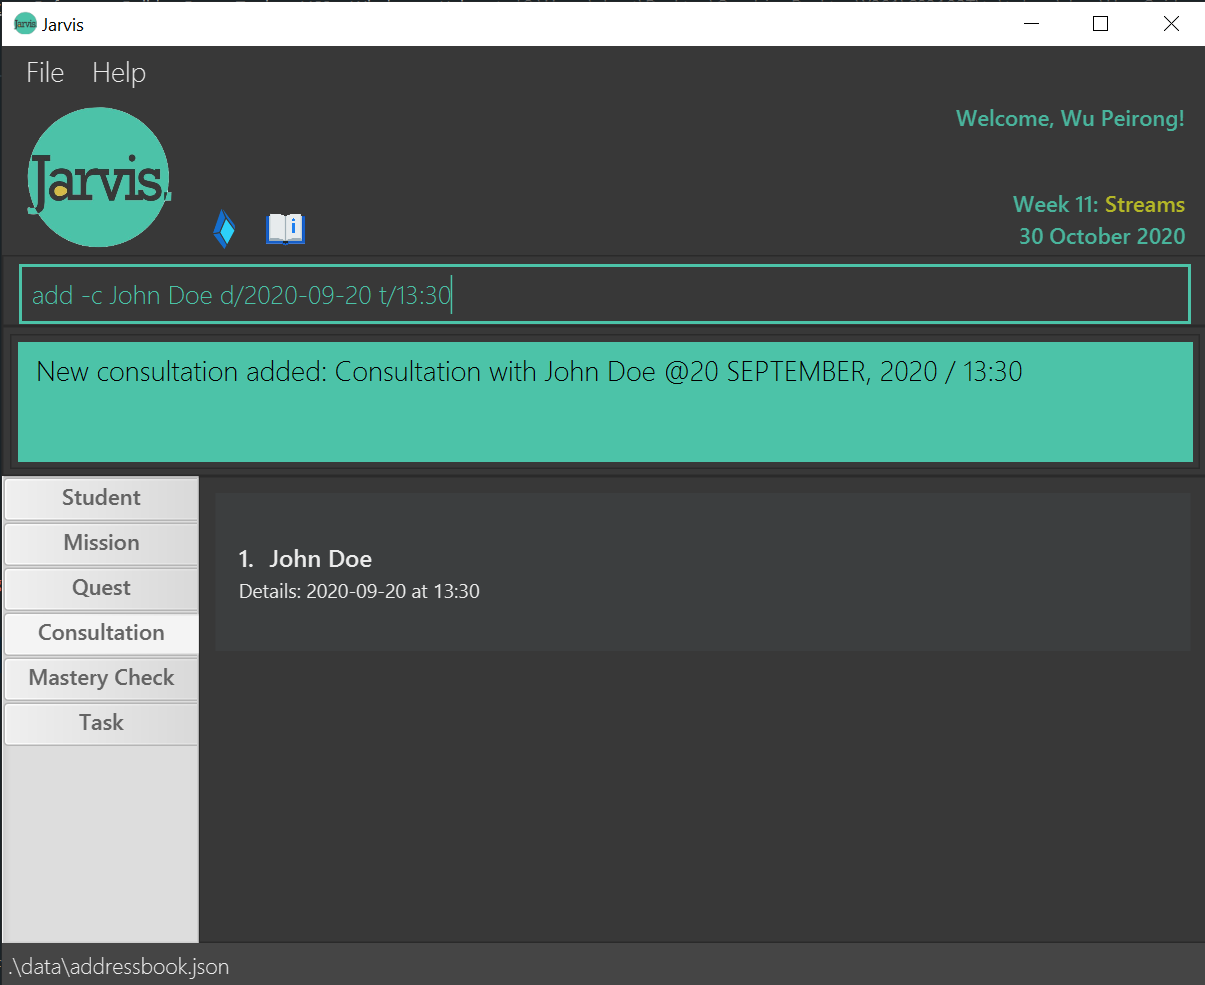 Jarvis
Jarvis
File Help
Welcome, Wu Peirong!
Jarvis.
Week 11: Streams
30 October 2020
add -c John Doe d/2020-09-20 t/13:30
New consultation added: Consultation with John Doe @20 SEPTEMBER, 2020 / 13:30
Student
Mission
Quest
Consultation
Mastery Check
Task
1. John Doe
Details: 2020-09-20 at 13:30
.\data\addressbook.json